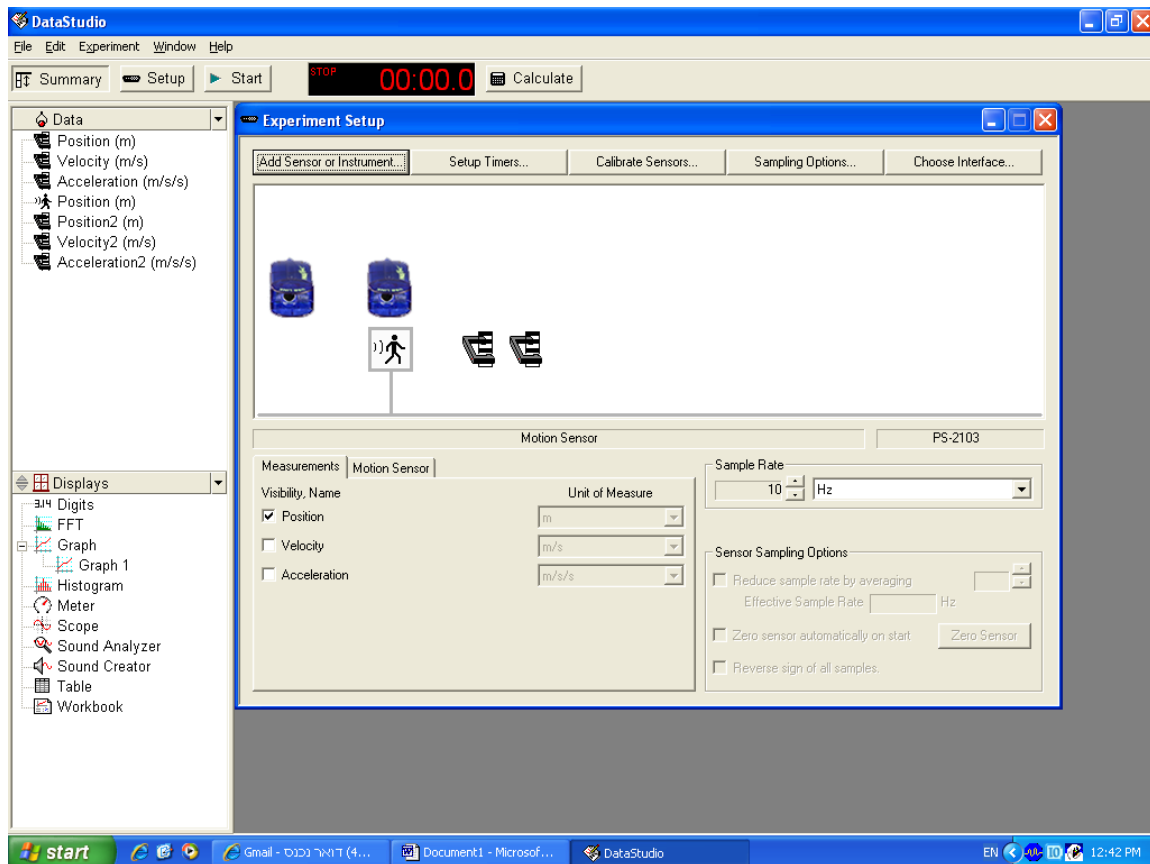 DataStudio
File Edit Experiment Window Help
Summary Setup Start STOP 00:00.0 Calculate
Data
Position (m)
Velocity (m/s)
Acceleration (m/s/s)
Position (m)
Position2 (m)
Velocity2 (m/s)
Acceleration2 (m/s/s)
Displays
3.14 Digits
FFT
Graph
Graph 1
Histogram
Meter
Scope
Sound Analyzer
Sound Creator
Table
Workbook
Experiment Setup
Add Sensor or Instrument... Setup Timers... Calibrate Sensors... Sampling Options... Choose Interface...
Motion Sensor PS-2103
Measurements Motion Sensor
Visibility, Name Unit of Measure
Position m
Velocity m/s
Acceleration m/s/s
Sample Rate
10 Hz
Sensor Sampling Options
Reduce sample rate by averaging
Effective Sample Rate Hz
Zero sensor automatically on start Zero Sensor
Reverse sign of all samples.
start Gmail - דואר נכנס (4... Document1 - Microsof... DataStudio EN 12:42 PM